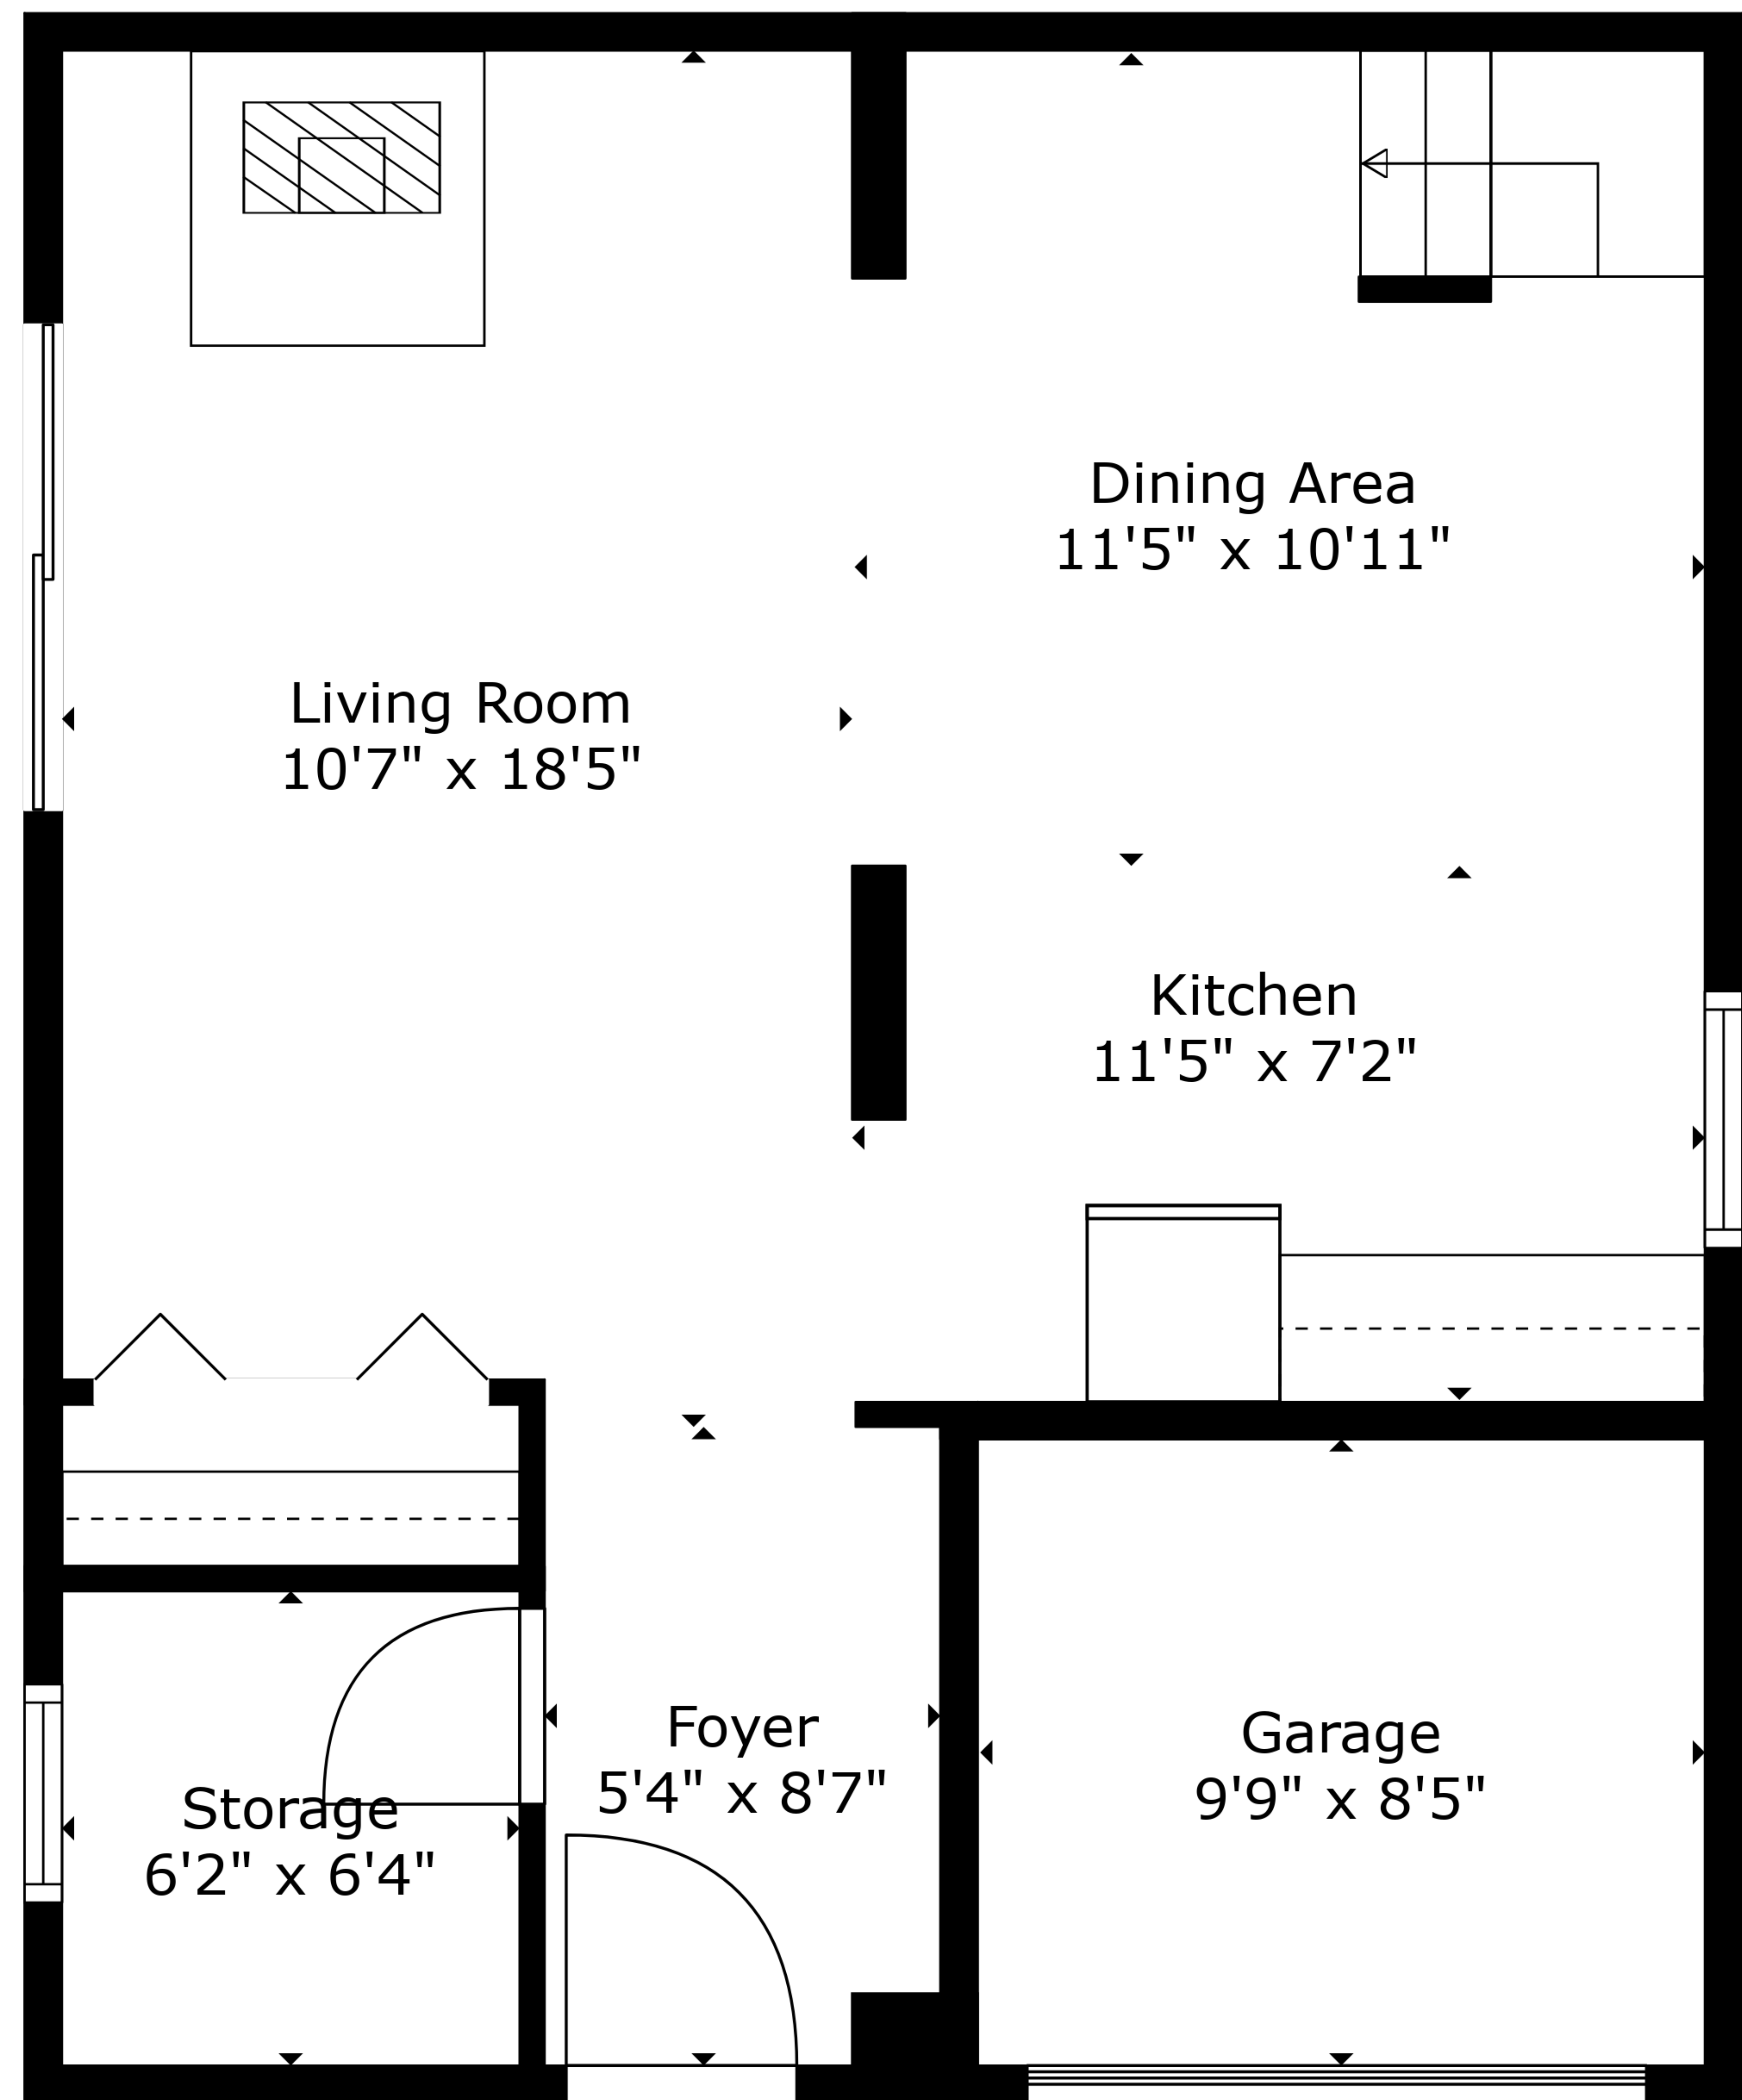 Dining Area
11'5" x 10'11"
Living Room
10'7" x 18'5"
Kitchen
11'5" x 7'2"
Foyer
5'4" x 8'7"
Garage
9'9" x 8'5"
Storage
6'2" x 6'4"